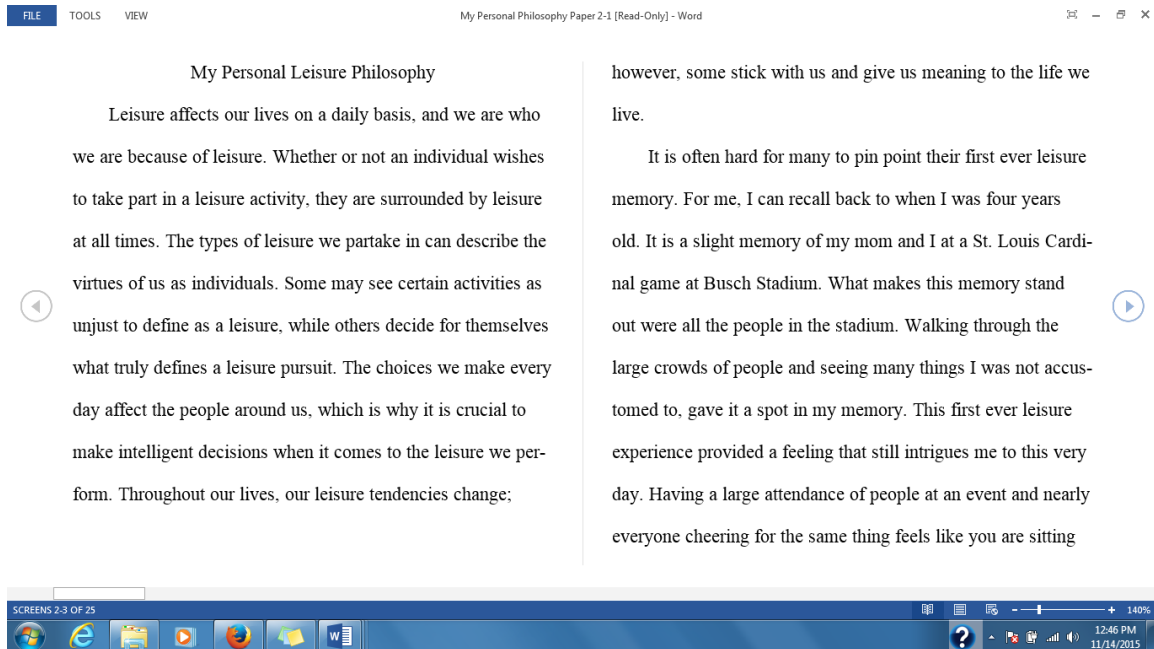 FILE TOOLS VIEW My Personal Philosophy Paper 2-1 [Read-Only] - Word
My Personal Leisure Philosophy
Leisure affects our lives on a daily basis, and we are who
we are because of leisure. Whether or not an individual wishes
to take part in a leisure activity, they are surrounded by leisure
at all times. The types of leisure we partake in can describe the
virtues of us as individuals. Some may see certain activities as
unjust to define as a leisure, while others decide for themselves
what truly defines a leisure pursuit. The choices we make every
day affect the people around us, which is why it is crucial to
make intelligent decisions when it comes to the leisure we per-
form. Throughout our lives, our leisure tendencies change;
however, some stick with us and give us meaning to the life we
live.
It is often hard for many to pin point their first ever leisure
memory. For me, I can recall back to when I was four years
old. It is a slight memory of my mom and I at a St. Louis Cardi-
nal game at Busch Stadium. What makes this memory stand
out were all the people in the stadium. Walking through the
large crowds of people and seeing many things I was not accus-
tomed to, gave it a spot in my memory. This first ever leisure
experience provided a feeling that still intrigues me to this very
day. Having a large attendance of people at an event and nearly
everyone cheering for the same thing feels like you are sitting
SCREENS 2-3 OF 25 140%
12:46 PM
11/14/2015